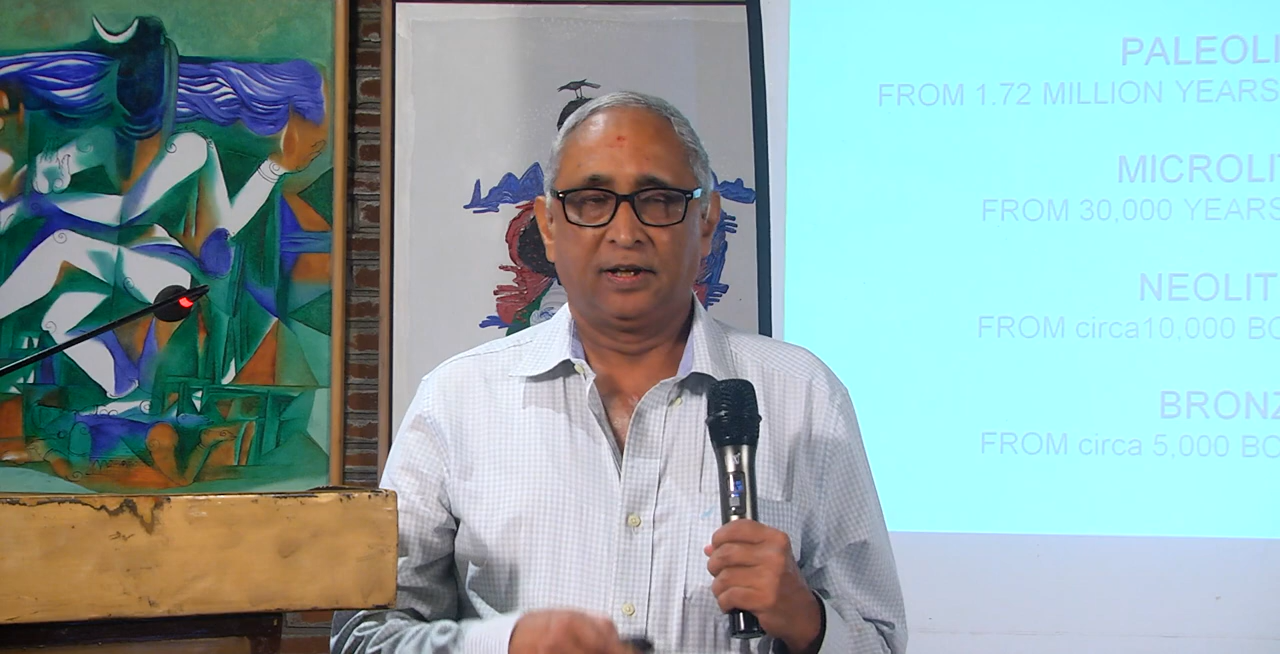 PALEOLI
FROM 1.72 MILLION YEARS
MICROLI
FROM 30,000 YEARS
NEOLIT
FROM circa10,000 BC
BRONZ
FROM circa 5,000 BC